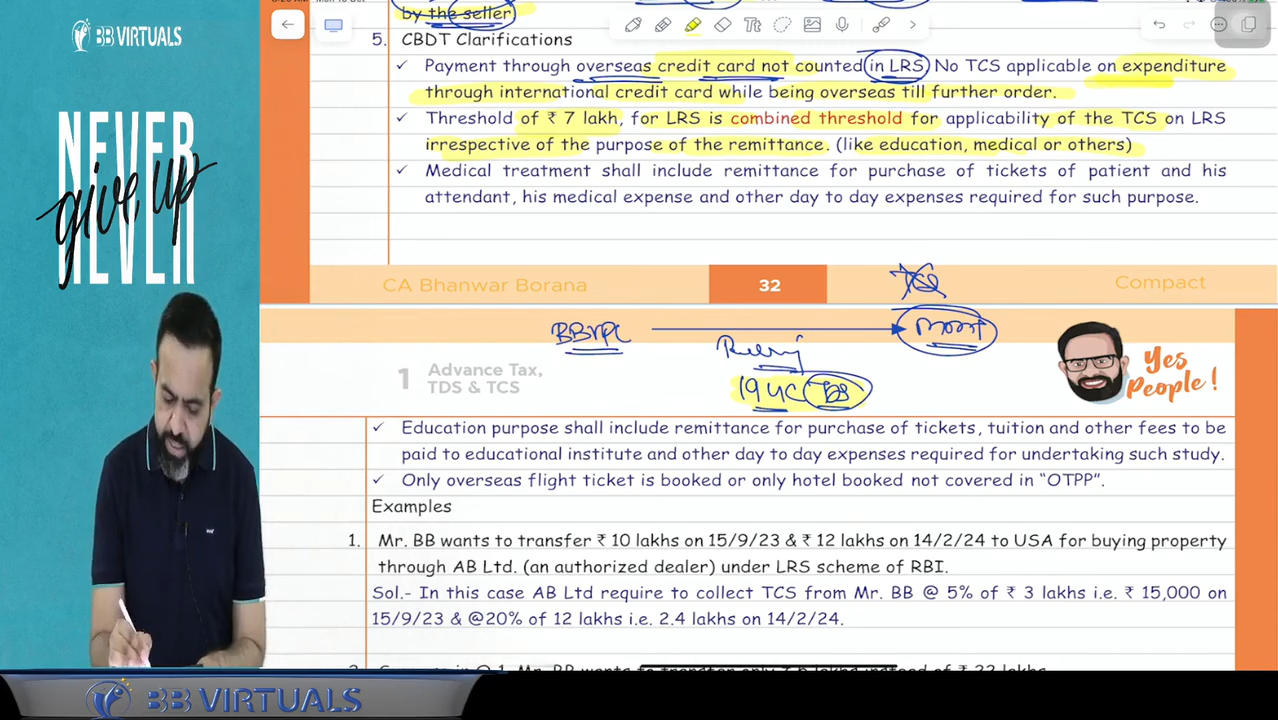 by the seller
BB VIRTUALS
5. CBDT Clarifications
✓ Payment through overseas credit card not counted in LRS No TCS applicable on expenditure
through international credit card while being overseas till further order.
✓ Threshold of ₹ 7 lakh, for LRS is combined threshold for applicability of the TCS on LRS
irrespective of the purpose of the remittance. (like education, medical or others)
✓ Medical treatment shall include remittance for purchase of tickets of patient and his
attendant, his medical expense and other day to day expenses required for such purpose.
NEVER
give up
NEVER
CA Bhanwar Borana 32 Compact
TCS
BBVPL
194C TDS
1 Advance Tax,
TDS & TCS
Yes
People!
✓ Education purpose shall include remittance for purchase of tickets, tuition and other fees to be
paid to educational institute and other day to day expenses required for undertaking such study.
✓ Only overseas flight ticket is booked or only hotel booked not covered in “OTPP”.
Examples
1. Mr. BB wants to transfer ₹ 10 lakhs on 15/9/23 & ₹ 12 lakhs on 14/2/24 to USA for buying property
through AB Ltd. (an authorized dealer) under LRS scheme of RBI.
Sol.- In this case AB Ltd require to collect TCS from Mr. BB @ 5% of ₹ 3 lakhs i.e. ₹ 15,000 on
15/9/23 & @20% of 12 lakhs i.e. 2.4 lakhs on 14/2/24.
BB VIRTUALS